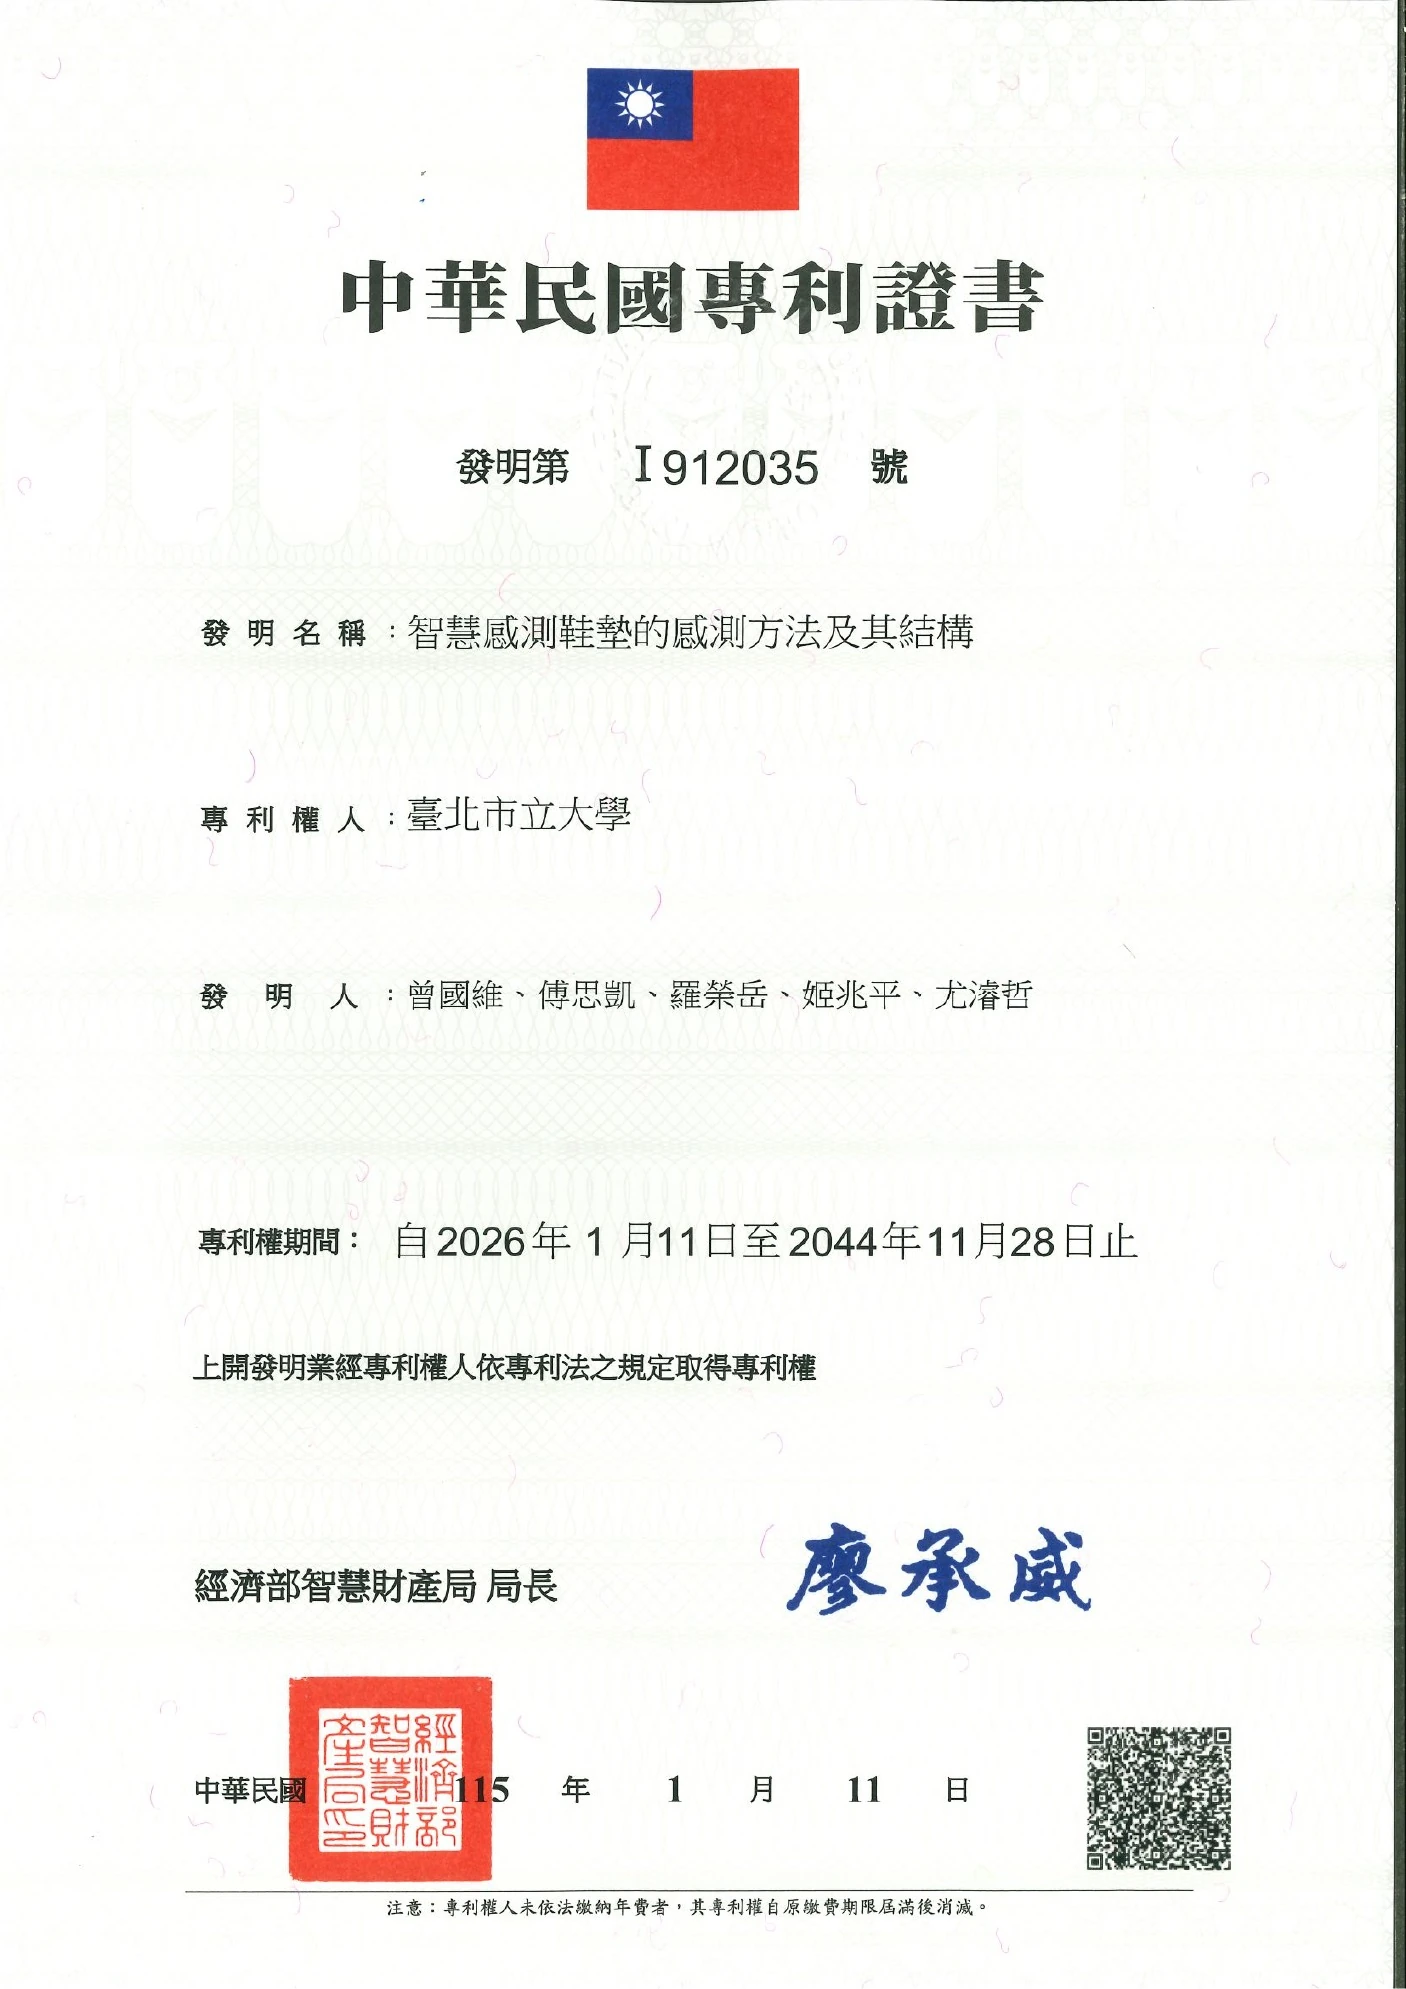 中華民國專利證書
發明第 I912035 號
發明名稱：智慧感測鞋墊的感測方法及其結構
專利權人：臺北市立大學
發明人：曾國維、傅思凱、羅榮岳、姬兆平、尤濬哲
專利權期間： 自2026年 1 月11日至2044年11月28日止
上開發明業經專利權人依專利法之規定取得專利權
經濟部智慧財產局 局長 廖承威
經濟部智慧財產局印
中華民國 115 年 1 月 11 日
注意：專利權人未依法繳納年費者，其專利權自原繳費期限屆滿後消滅。